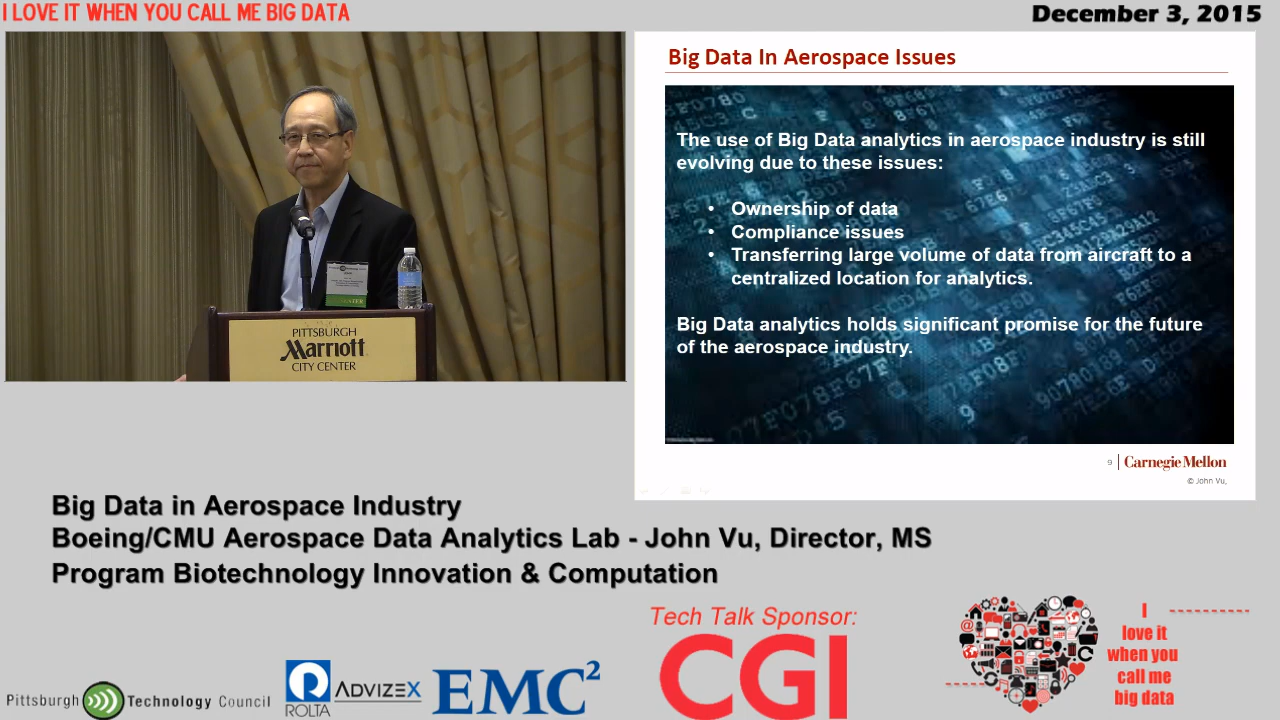 I LOVE IT WHEN YOU CALL ME BIG DATA
December 3, 2015
PITTSBURGH
Marriott
CITY CENTER
Big Data In Aerospace Issues
The use of Big Data analytics in aerospace industry is still
evolving due to these issues:
• Ownership of data
• Compliance issues
• Transferring large volume of data from aircraft to a
centralized location for analytics.
Big Data analytics holds significant promise for the future
of the aerospace industry.
9 | Carnegie Mellon
© John Vu,
Big Data in Aerospace Industry
Boeing/CMU Aerospace Data Analytics Lab - John Vu, Director, MS
Program Biotechnology Innovation & Computation
Tech Talk Sponsor:
CGI
Pittsburgh Technology Council
ROLTA
ADVIZEX
EMC²
I
love it
when you
call me
big data